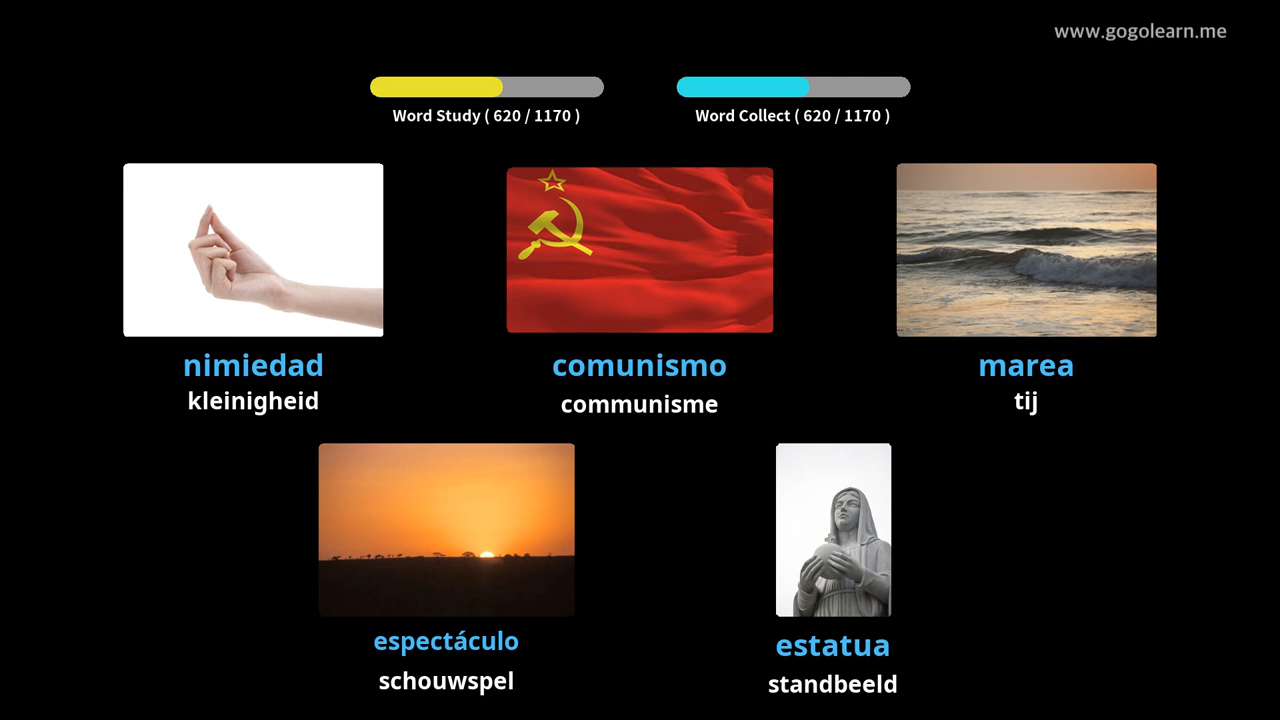 www.gogolearn.me
Word Study ( 620 / 1170 )
Word Collect ( 620 / 1170 )
nimiedad
kleinigheid
comunismo
communisme
marea
tij
espectáculo
schouwspel
estatua
standbeeld